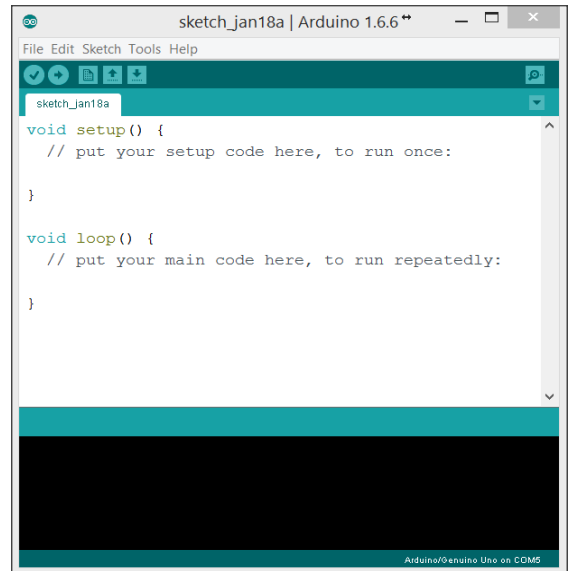 sketch_jan18a | Arduino 1.6.6
File Edit Sketch Tools Help
sketch_jan18a
void setup() {
  // put your setup code here, to run once:
}
void loop() {
  // put your main code here, to run repeatedly:
}
Arduino/Genuino Uno on COM5